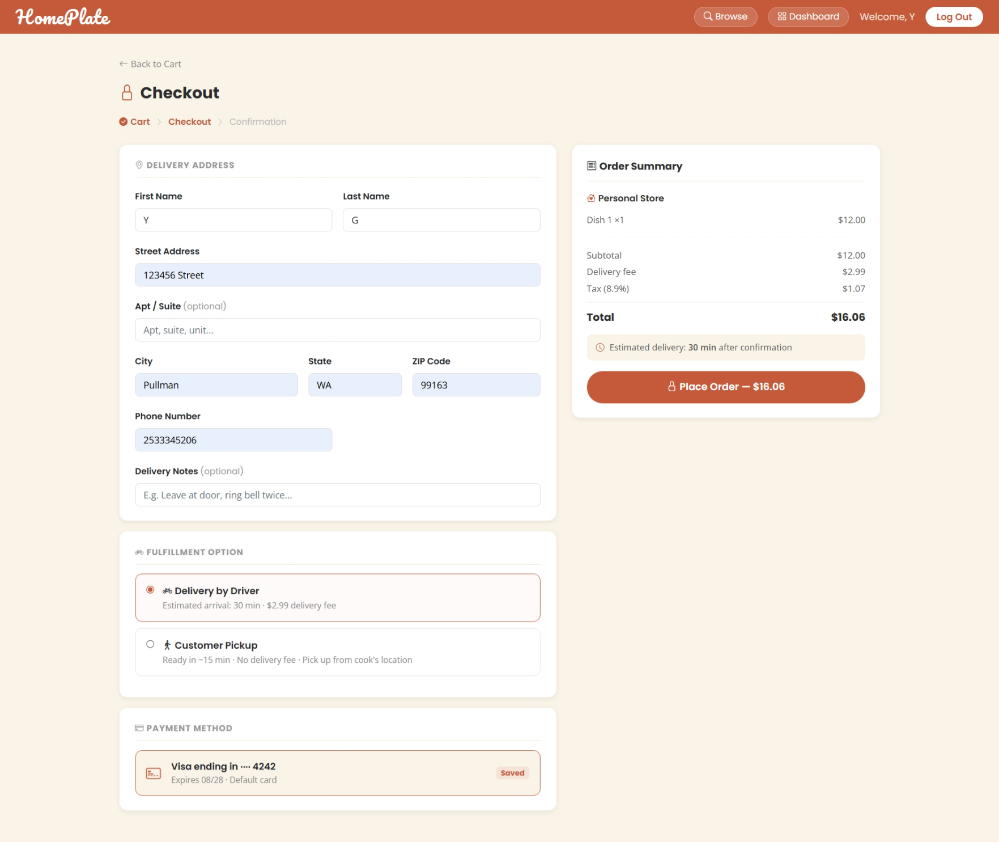 HomePlate
Browse
Dashboard
Welcome, Y
Log Out
← Back to Cart
Checkout
Cart > Checkout > Confirmation
DELIVERY ADDRESS
First Name
Last Name
Y
G
Street Address
123456 Street
Apt / Suite (optional)
Apt, suite, unit...
City
State
ZIP Code
Pullman
WA
99163
Phone Number
2533345206
Delivery Notes (optional)
E.g. Leave at door, ring bell twice...
FULFILLMENT OPTION
Delivery by Driver
Estimated arrival: 30 min · $2.99 delivery fee
Customer Pickup
Ready in ~15 min · No delivery fee · Pick up from cook's location
PAYMENT METHOD
Visa ending in ···· 4242
Expires 08/28 · Default card
Saved
Order Summary
Personal Store
Dish 1 ×1
$12.00
Subtotal
$12.00
Delivery fee
$2.99
Tax (8.9%)
$1.07
Total
$16.06
Estimated delivery: 30 min after confirmation
Place Order — $16.06